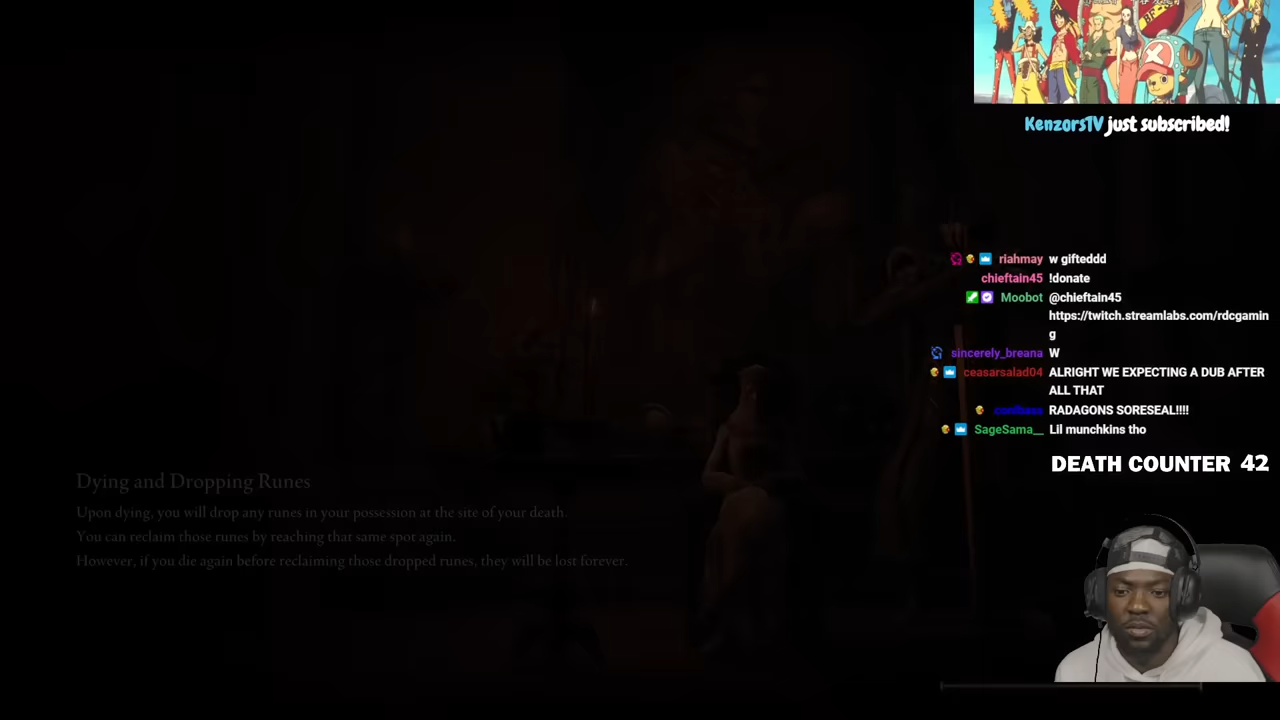 KenzorsTV just subscribed!
riahmay w gifteddd
chieftain45 !donate
Moobot @chieftain45
https://twitch.streamlabs.com/rdcgamin
g
sincerely_breana W
ceasarsalad04 ALRIGHT WE EXPECTING A DUB AFTER
ALL THAT
RADAGONS SORESEAL!!!!
SageSama__ Lil munchkins tho
DEATH COUNTER 42
Dying and Dropping Runes
Upon dying, you will drop any runes in your possession at the site of your death.
You can reclaim those runes by reaching that same spot again.
However, if you die again before reclaiming those dropped runes, they will be lost forever.